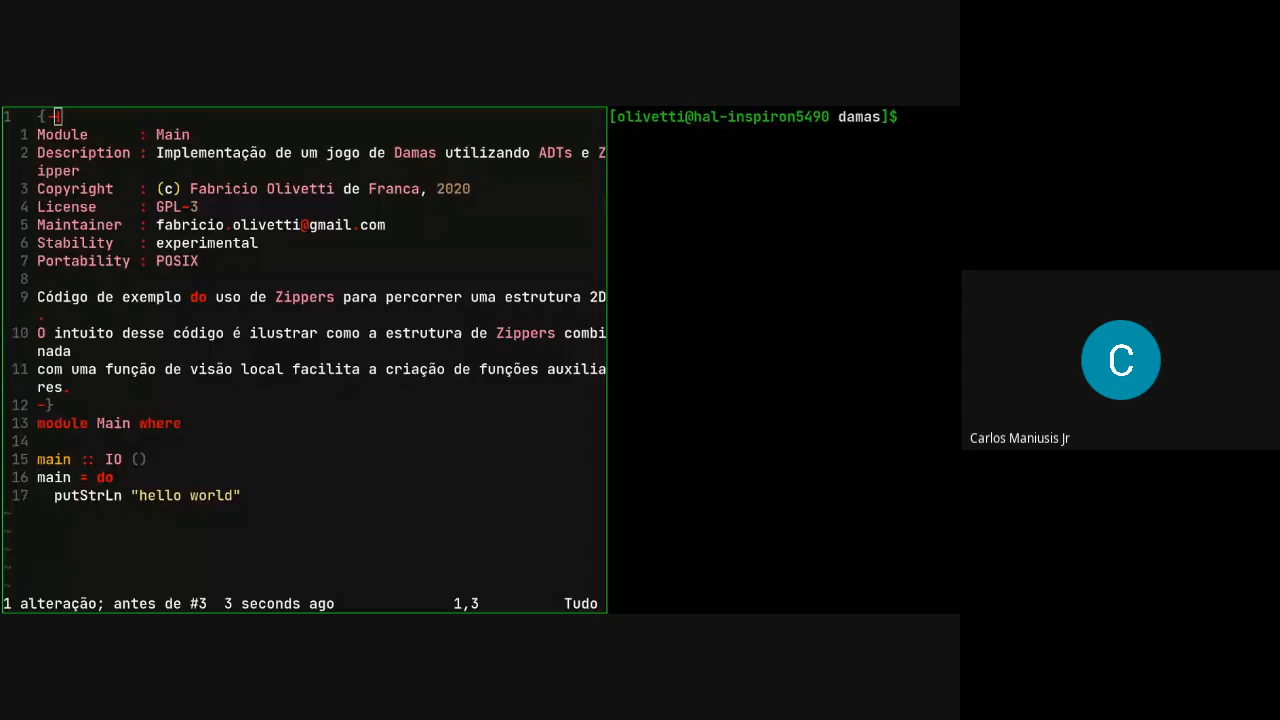 1 {-|
1 Module : Main
2 Description : Implementação de um jogo de Damas utilizando ADTs e Z
ipper
3 Copyright : (c) Fabricio Olivetti de Franca, 2020
4 License : GPL-3
5 Maintainer : fabricio.olivetti@gmail.com
6 Stability : experimental
7 Portability : POSIX
8
9 Código de exemplo do uso de Zippers para percorrer uma estrutura 2D
.
10 O intuito desse código é ilustrar como a estrutura de Zippers combi
nada
11 com uma função de visão local facilita a criação de funções auxilia
res.
12 -}
13 module Main where
14
15 main :: IO ()
16 main = do
17 putStrLn "hello world"
~
~
~
~
~
1 alteração; antes de #3 3 seconds ago 1,3 Tudo
[olivetti@hal-inspiron5490 damas]$
C
Carlos Maniusis Jr